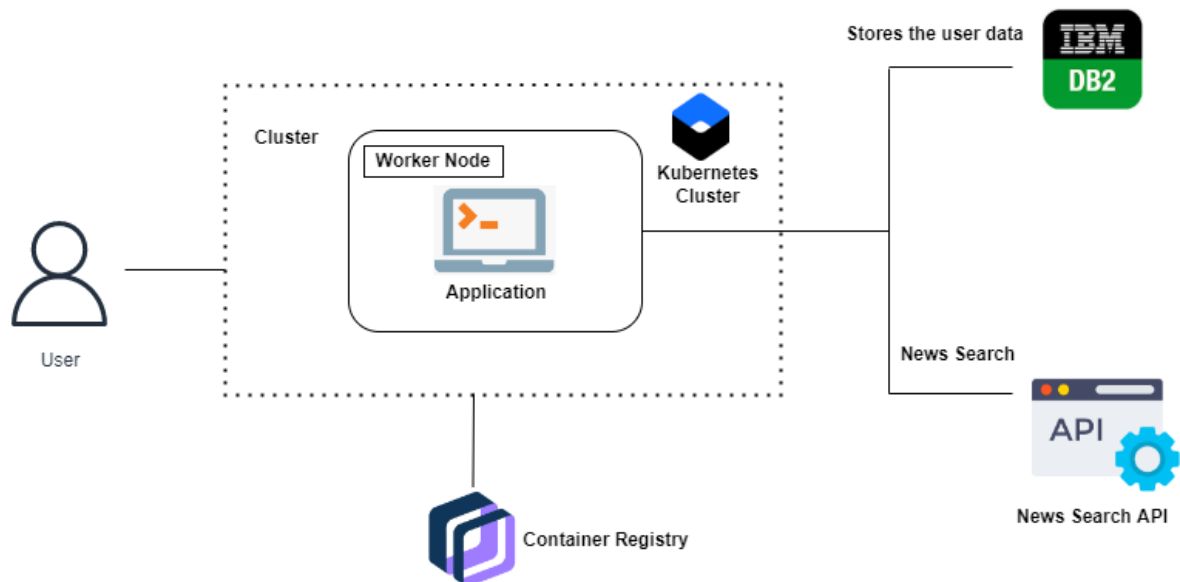 Stores the user data
IBM
DB2
Cluster
Worker Node
Kubernetes
Cluster
Application
User
News Search
API
News Search API
Container Registry